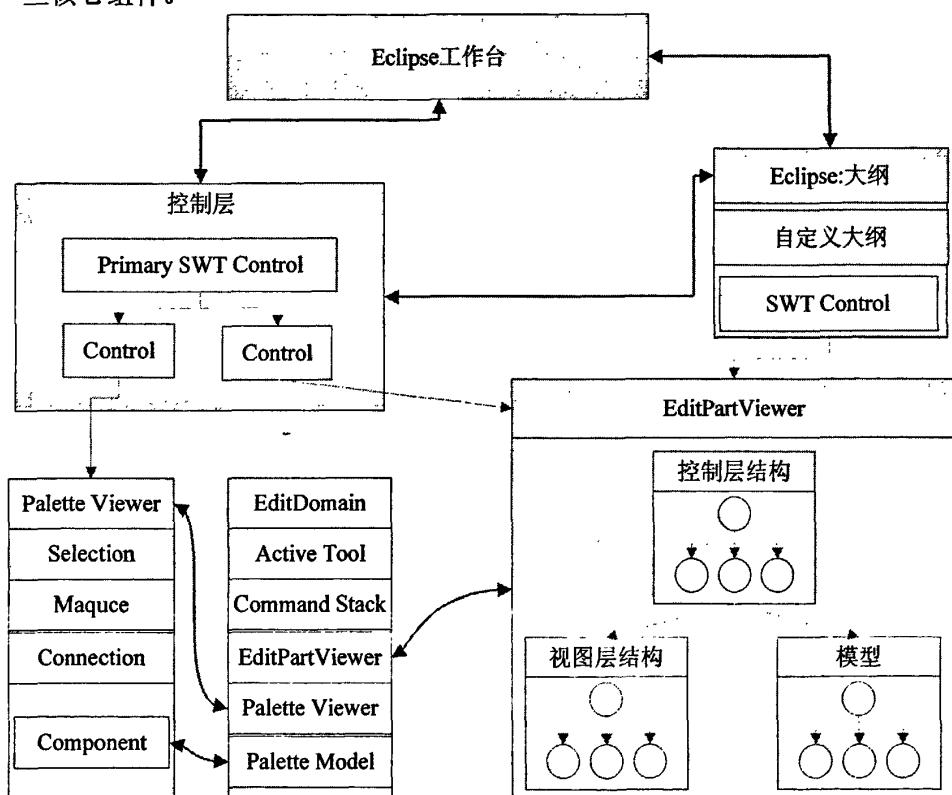 Eclipse工作台
控制层
Primary SWT Control
Control
Control
Eclipse:大纲
自定义大纲
SWT Control
EditPartViewer
控制层结构
视图层结构
模型
Palette Viewer
Selection
Maquce
Connection
Component
EditDomain
Active Tool
Command Stack
EditPartViewer
Palette Viewer
Palette Model